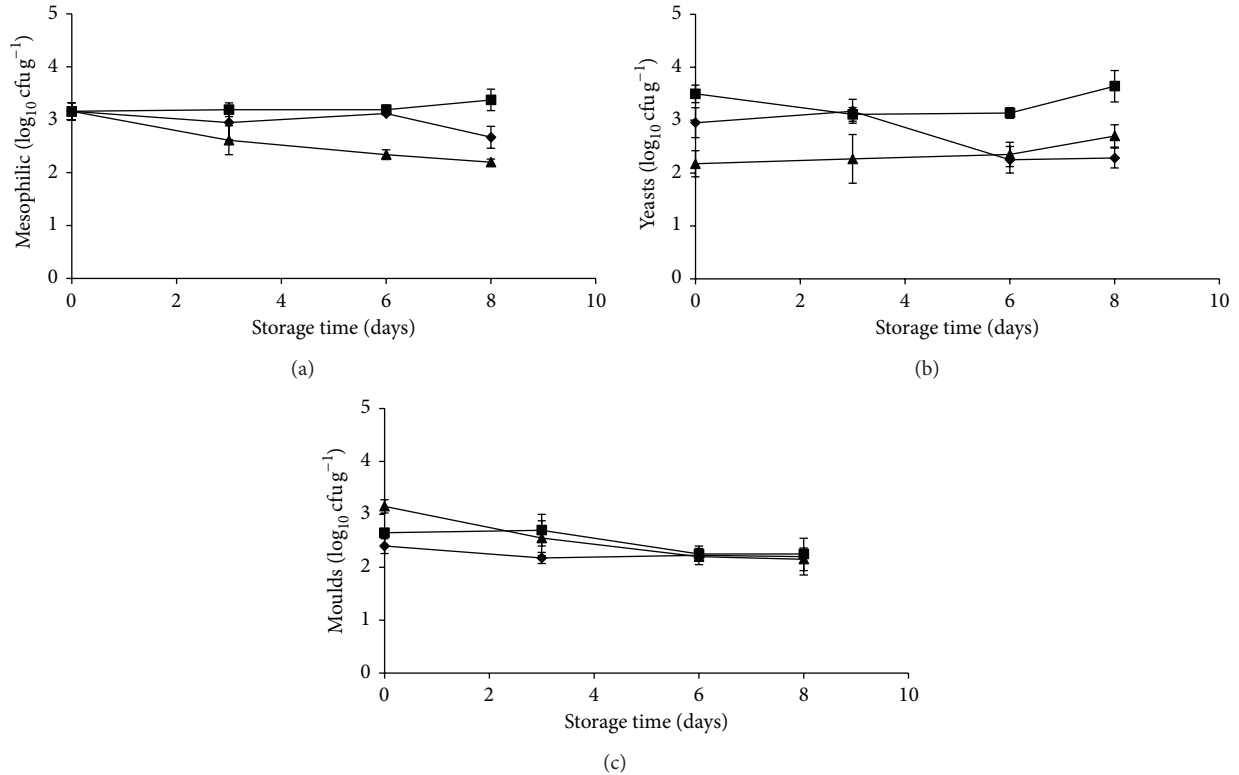 5
4
3
2
1
0
Mesophilic (log₁₀ cfu g⁻¹)
0 2 4 6 8 10
Storage time (days)
(a)
5
4
3
2
1
0
Yeasts (log₁₀ cfu g⁻¹)
0 2 4 6 8 10
Storage time (days)
(b)
5
4
3
2
1
0
Moulds (log₁₀ cfu g⁻¹)
0 2 4 6 8 10
Storage time (days)
(c)